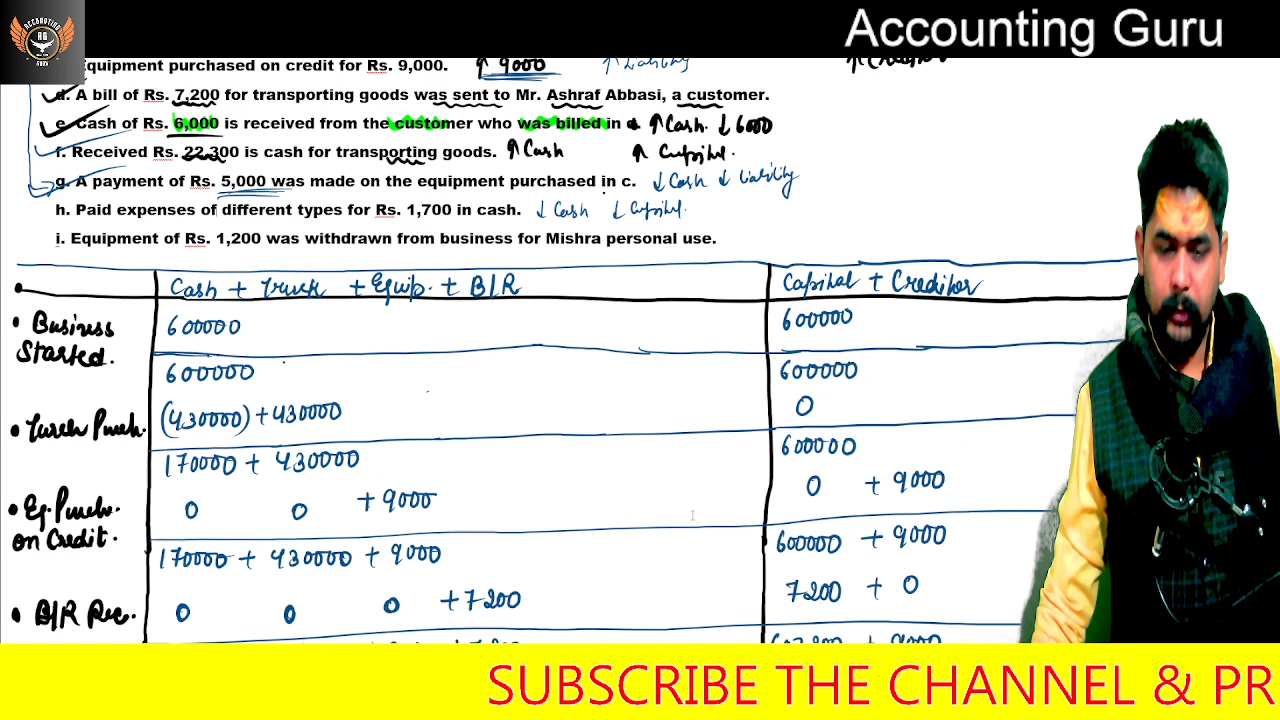 ACCOUNTING
AG
GURU
Accounting Guru
Equipment purchased on credit for Rs. 9,000. ↑ 9000 ↑ Liability
d. A bill of Rs. 7,200 for transporting goods was sent to Mr. Ashraf Abbasi, a customer.
e. Cash of Rs. 6,000 is received from the customer who was billed in ↑ Cash. ↓ 6000
f. Received Rs. 22,300 is cash for transporting goods. ↑ Cash ↑ Capital.
g. A payment of Rs. 5,000 was made on the equipment purchased in c. ↓ Cash ↓ liability
h. Paid expenses of different types for Rs. 1,700 in cash. ↓ Cash ↓ Capital.
i. Equipment of Rs. 1,200 was withdrawn from business for Mishra personal use.
Cash + Truck + Equip. + B/R Capital + Creditor
• Business Started. 600000 600000
600000 600000
(430000) + 430000 0
170000 + 430000 600000
• Eq. Purch. on Credit. 0 0 + 9000 0 + 9000
170000 + 430000 + 9000 600000 + 9000
• B/R Rec. 0 0 0 + 7200 7200 + 0
SUBSCRIBE THE CHANNEL & PR